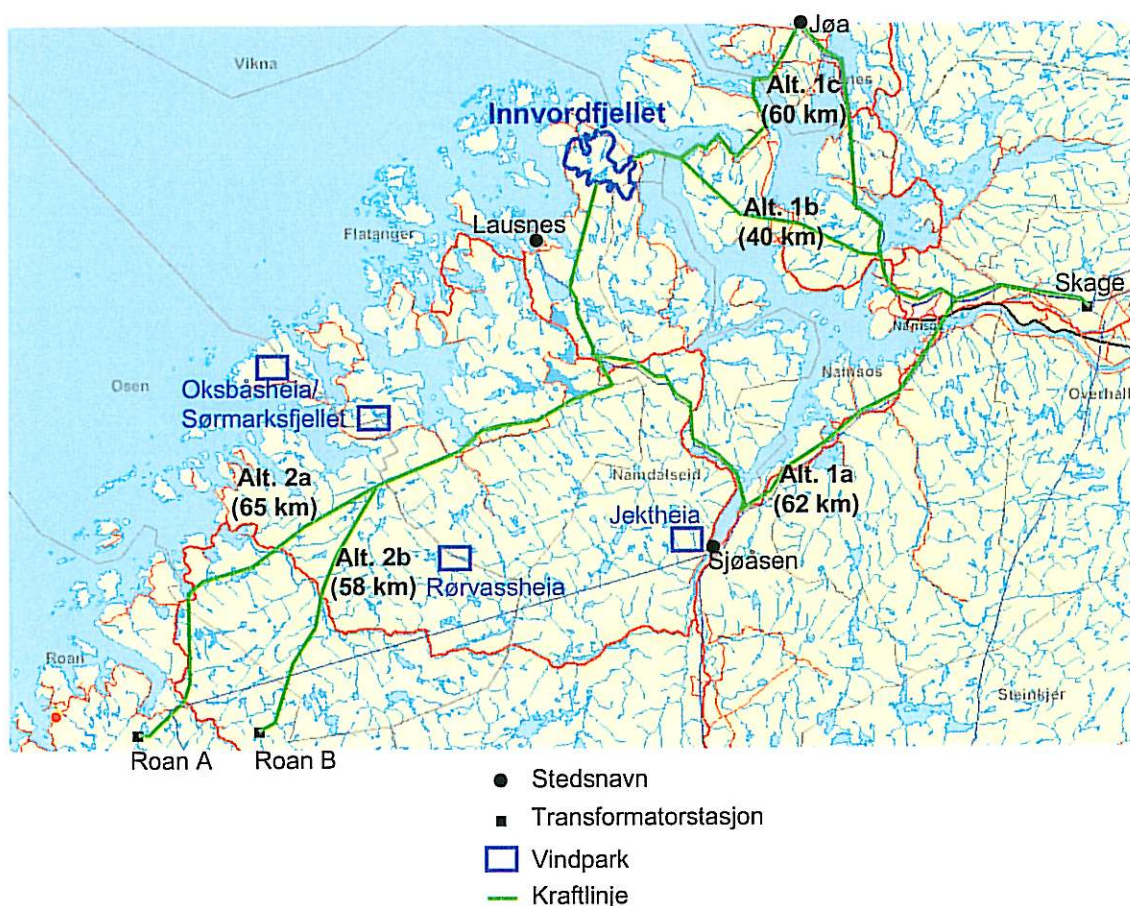 Jøa
Vikna
Alt. 1c
(60 km)
Innvordfjellet
Alt. 1b
(40 km)
Lausnes
Flatanger
Skage
Namsos
Osen
Oksbåsheia/
Sørmarksfjellet
Namsos
Overhalla
Alt. 2a
(65 km)
Namdalseid
Alt. 1a
(62 km)
Jektheia
Alt. 2b
(58 km)
Rørvassheia
Sjøåsen
Roan
Steinkjer
Roan A
Roan B
Stedsnavn
Transformatorstasjon
Vindpark
Kraftlinje